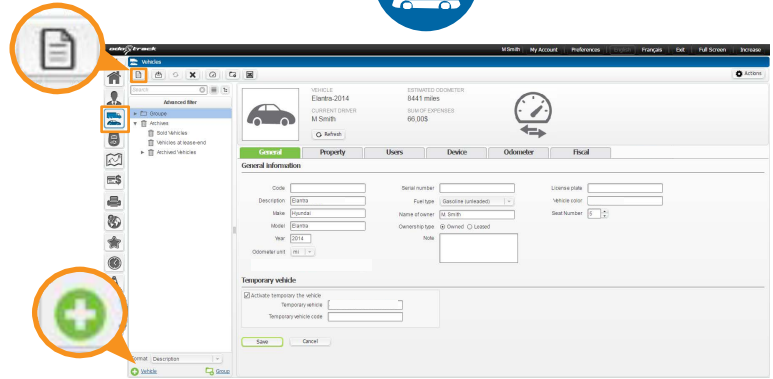 odotrack M Smith My Account Preferences English Français Exit Full Screen Increase
Vehicles
Actions
Search
Advanced filter
Groupe
Archives
Sold Vehicles
Vehicles at lease-end
Archived Vehicles
VEHICLE
Elantra-2014
CURRENT DRIVER
M Smith
Refresh
ESTIMATED ODOMETER
8441 miles
SUM OF EXPENSES
66,00$
General Property Users Device Odometer Fiscal
General information
Code Serial number License plate
Description Elantra Fuel type Gasoline (unleaded) Vehicle color
Make Hyundai Name of owner M. Smith Seat Number 5
Model Elantra Ownership type Owned Leased
Year 2014 Note
Odometer unit mi
Temporary vehicle
Activate temporary the vehicle
Temporary vehicle
Temporary vehicle code
Save Cancel
Format Description
Vehicle Group